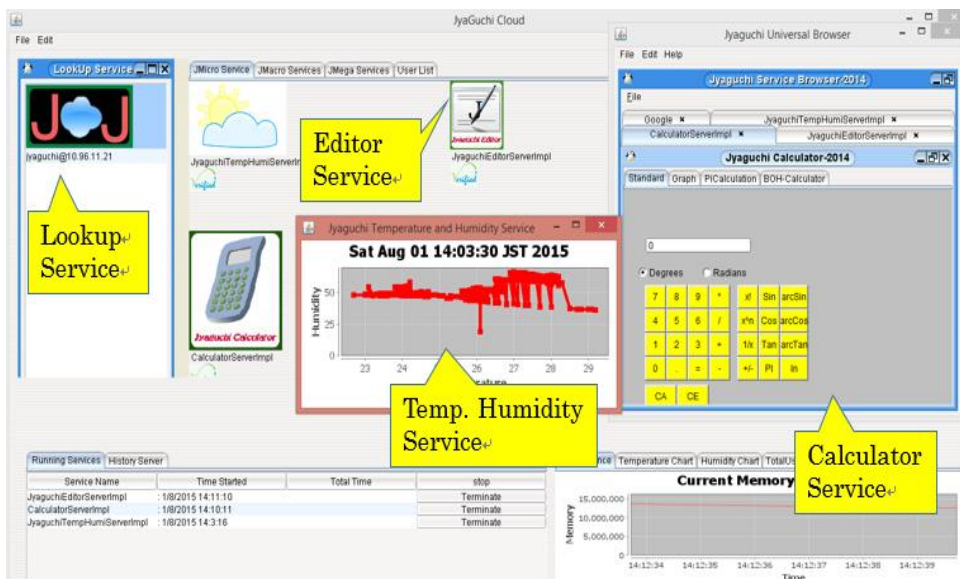 JyaGuchi Cloud
File Edit
LookUp Service
JOJ
jyaguchi@10.96.11.21
Lookup
Service
JMicro Service JMacro Services JMega Services User List
JyaguchiTempHumiServerI
verified
Editor
Service
J
Jyaguchi Editor
JyaguchiEditorServerImpl
verified
Jyaguchi Calculator
CalculatorServerImpl
Jyaguchi Temperature and Humidity Service
Sat Aug 01 14:03:30 JST 2015
Humidity
50
25
0
23 24 25 26 27 28 29
Temp. Humidity
Service
Jyaguchi Universal Browser
File Edit Help
Jyaguchi Service Browser-2014
File
Google JyaguchiTempHumiServerImpl
CalculatorServerImpl JyaguchiEditorServerImpl
Jyaguchi Calculator-2014
Standard Graph PICalculation BOH-Calculator
0
Degrees Radians
7 8 9 * x! Sin arcSin
4 5 6 / x^n Cos arcCos
1 2 3 + 1/x Tan arcTan
0 . = - +/- PI ln
CA CE
Calculator
Service
Running Services History Server
Service Name Time Started Total Time stop
JyaguchiEditorServerImpl : 1/8/2015 14:11:10 Terminate
CalculatorServerImpl : 1/8/2015 14:10:11 Terminate
JyaguchiTempHumiServerImpl : 1/8/2015 14:3:16 Terminate
Temperature Chart Humidity Chart
Current Memory
Memory
15,000,000
10,000,000
5,000,000
0
14:12:34 14:12:35 14:12:36 14:12:37 14:12:38 14:12:39
Time